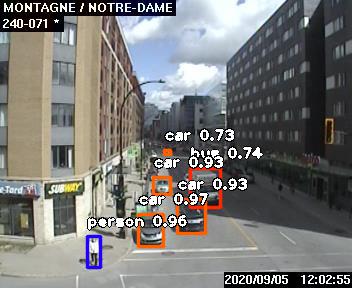 MONTAGNE / NOTRE-DAME
240-071 *
car 0.73
bus 0.74
car 0.93
car 0.93
car 0.97
person 0.96
SUBWAY
2020/09/05 12:02:55